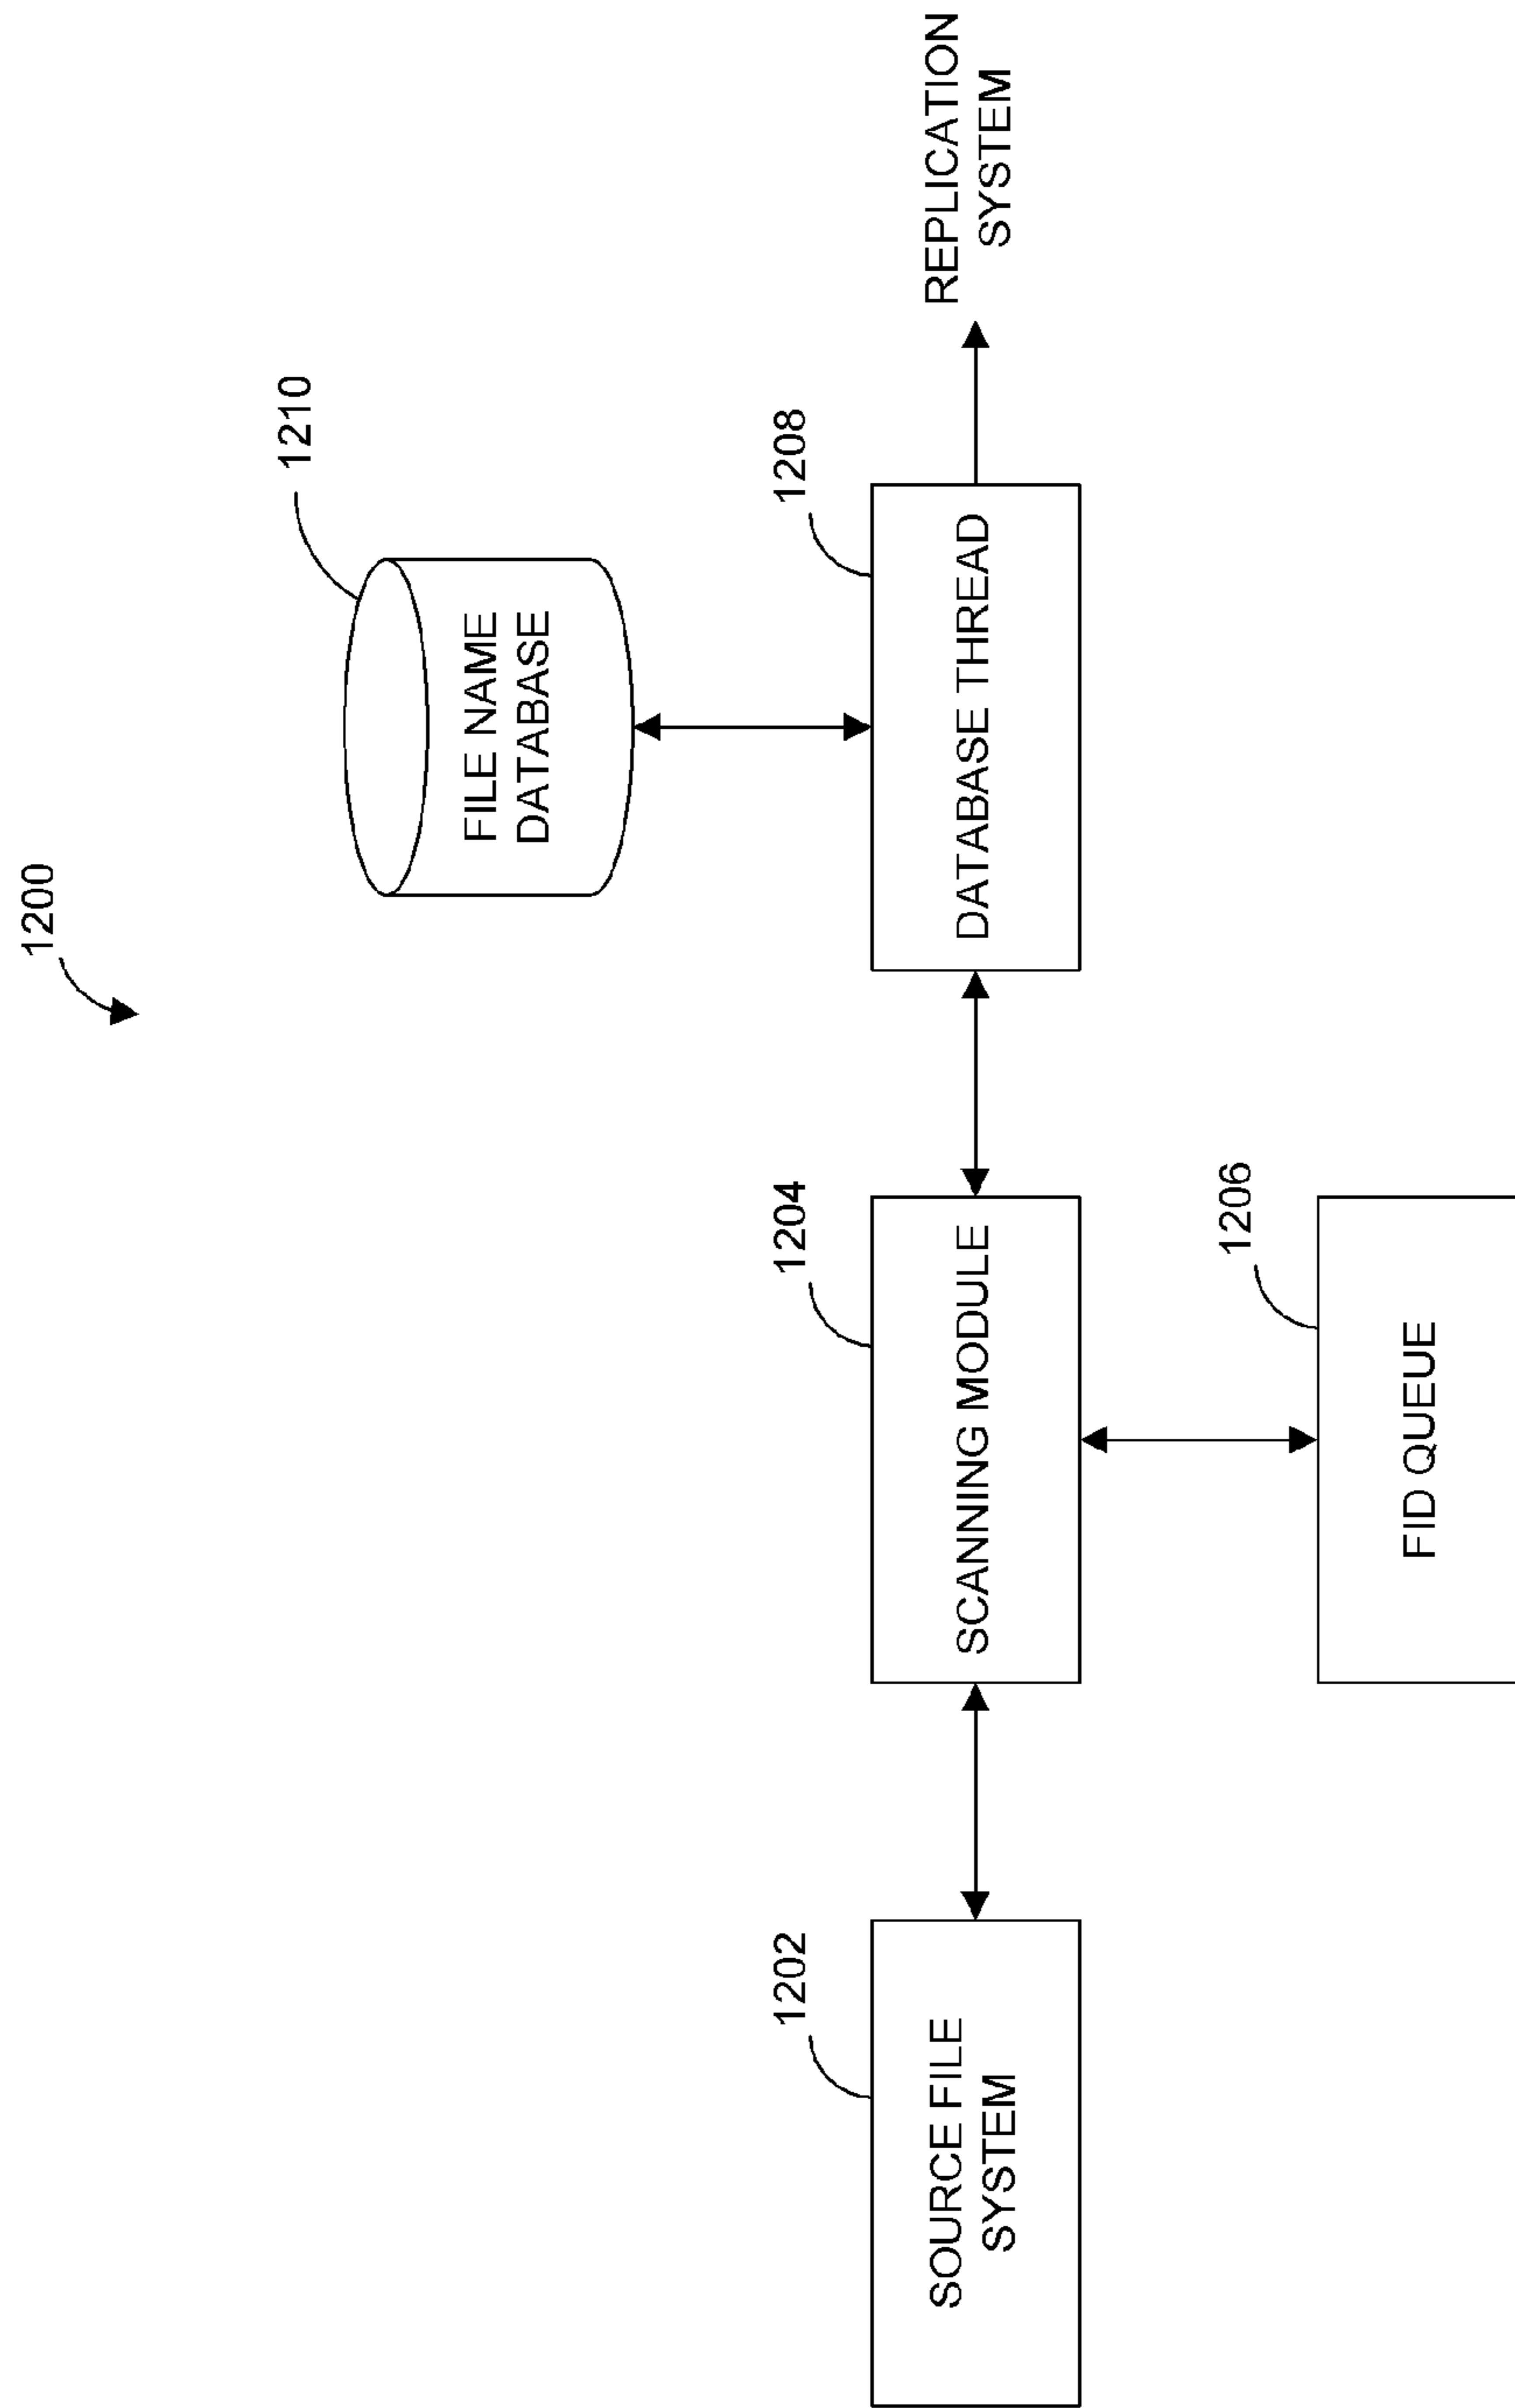 1200
1210
FILE NAME
DATABASE
1202
SOURCE FILE
SYSTEM
1204
SCANNING MODULE
1208
DATABASE THREAD
REPLICATION
SYSTEM
1206
FID QUEUE